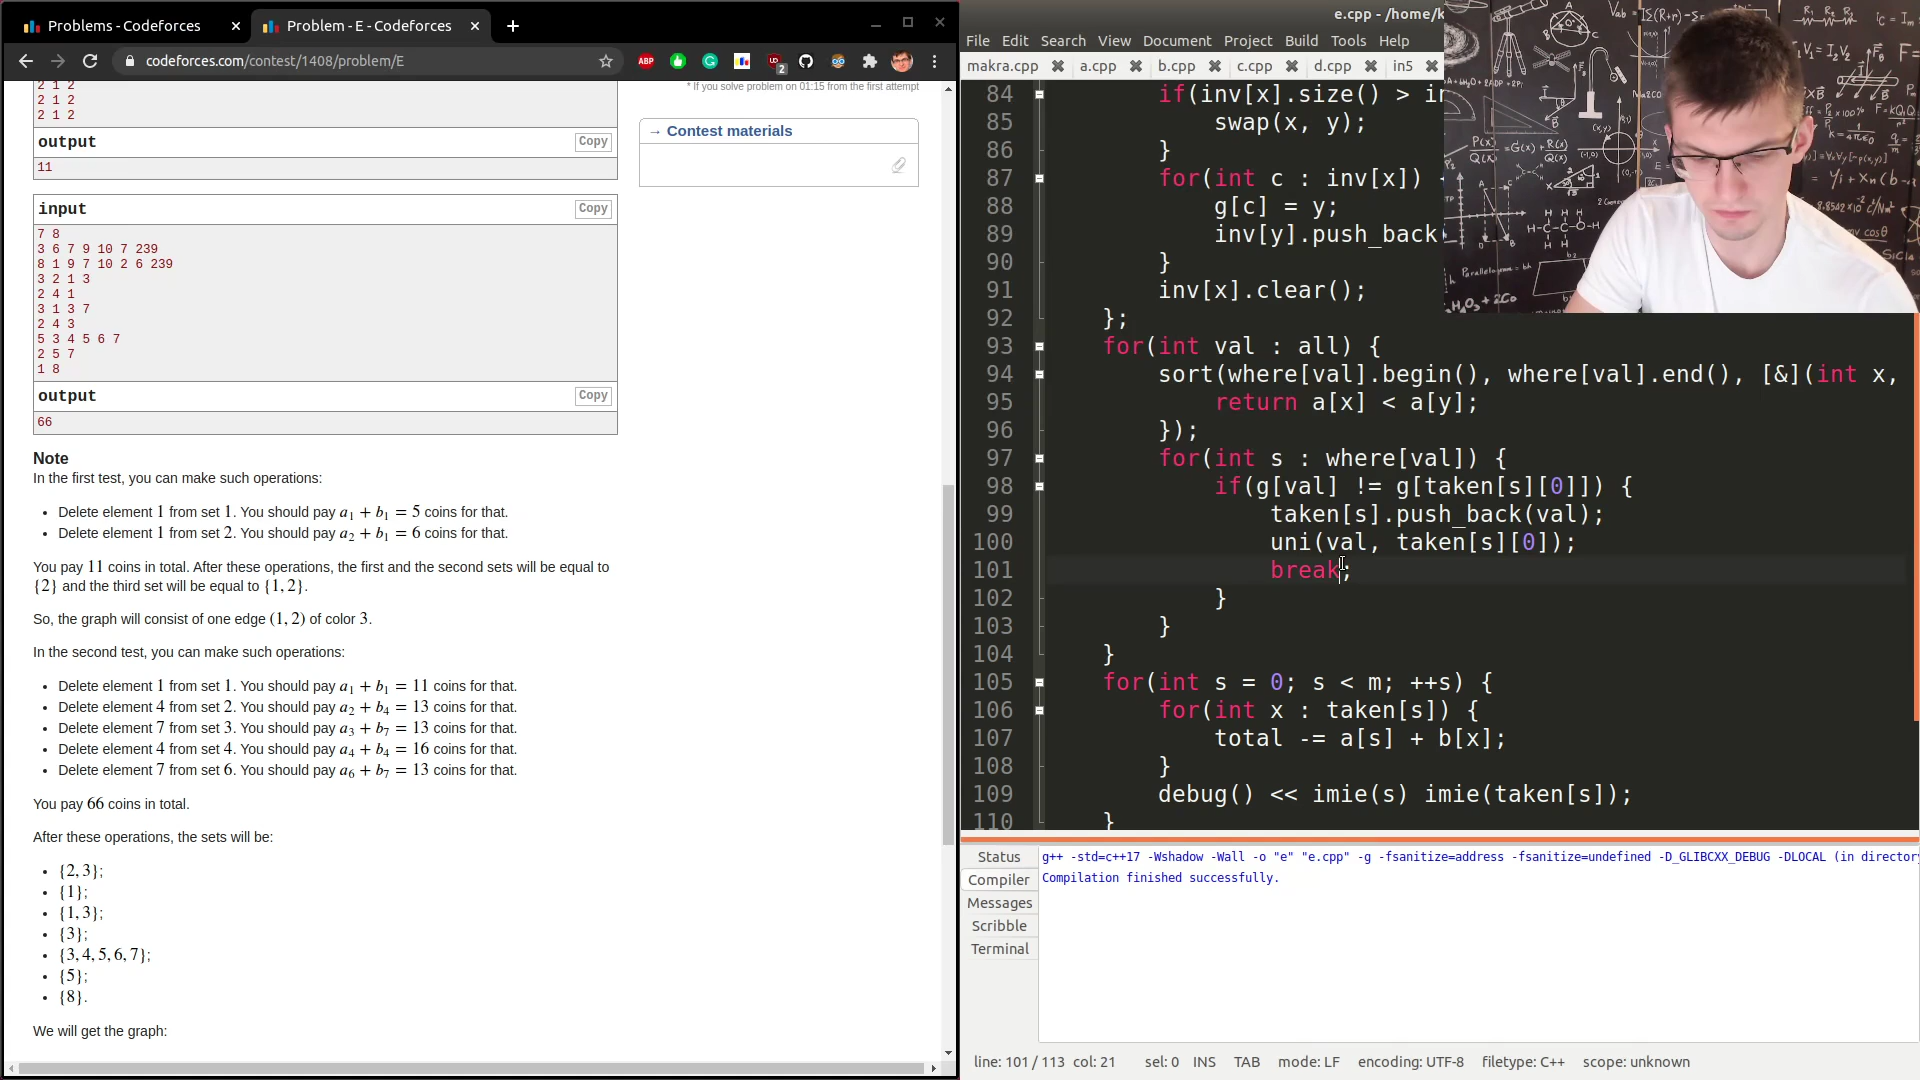 Problems - Codeforces
Problem - E - Codeforces
codeforces.com/contest/1408/problem/E
ABP
2
2 1 2
2 1 2
2 1 2
output
Copy
11
input
Copy
7 8
3 6 7 9 10 7 239
8 1 9 7 10 2 6 239
3 2 1 3
2 4 1
3 1 3 7
2 4 3
5 3 4 5 6 7
2 5 7
1 8
output
Copy
66
Note
In the first test, you can make such operations:
Delete element 1 from set 1. You should pay a1 + b1 = 5 coins for that.
Delete element 1 from set 2. You should pay a2 + b1 = 6 coins for that.
You pay 11 coins in total. After these operations, the first and the second sets will be equal to
{2} and the third set will be equal to {1, 2}.
So, the graph will consist of one edge (1, 2) of color 3.
In the second test, you can make such operations:
Delete element 1 from set 1. You should pay a1 + b1 = 11 coins for that.
Delete element 4 from set 2. You should pay a2 + b4 = 13 coins for that.
Delete element 7 from set 3. You should pay a3 + b7 = 13 coins for that.
Delete element 4 from set 4. You should pay a4 + b4 = 16 coins for that.
Delete element 7 from set 6. You should pay a6 + b7 = 13 coins for that.
You pay 66 coins in total.
After these operations, the sets will be:
{2, 3};
{1};
{1, 3};
{3};
{3, 4, 5, 6, 7};
{5};
{8}.
We will get the graph:
* If you solve problem on 01:15 from the first attempt
→ Contest materials
e.cpp - /home/k
File Edit Search View Document Project Build Tools Help
makra.cpp a.cpp b.cpp c.cpp d.cpp in5
84 if(inv[x].size() > in
85 swap(x, y);
86 }
87 for(int c : inv[x]) {
88 g[c] = y;
89 inv[y].push_back
90 }
91 inv[x].clear();
92 };
93 for(int val : all) {
94 sort(where[val].begin(), where[val].end(), [&](int x,
95 return a[x] < a[y];
96 });
97 for(int s : where[val]) {
98 if(g[val] != g[taken[s][0]]) {
99 taken[s].push_back(val);
100 uni(val, taken[s][0]);
101 break;
102 }
103 }
104 }
105 for(int s = 0; s < m; ++s) {
106 for(int x : taken[s]) {
107 total -= a[s] + b[x];
108 }
109 debug() << imie(s) imie(taken[s]);
110 }
Status
Compiler
Messages
Scribble
Terminal
g++ -std=c++17 -Wshadow -Wall -o "e" "e.cpp" -g -fsanitize=address -fsanitize=undefined -D_GLIBCXX_DEBUG -DLOCAL (in directory
Compilation finished successfully.
line: 101 / 113 col: 21 sel: 0 INS TAB mode: LF encoding: UTF-8 filetype: C++ scope: unknown